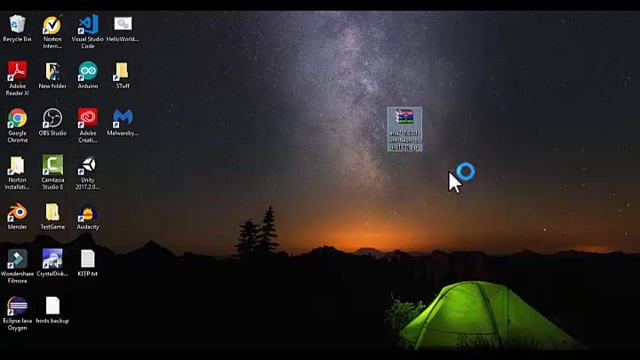 Recycle Bin
Norton
Intern...
Visual Studio
Code
HelloWorld...
Adobe
Reader XI
New folder
Arduino
STuff
Google
Chrome
OBS Studio
Adobe
Creati...
Malwareby...
Norton
Installati...
Camtasia
Studio 8
Unity
2017.2.0...
blender
TestGame
Audacity
Wondershare
Filmora
CrystalDisk...
KEEP.txt
Eclipse Java
Oxygen
hosts backup